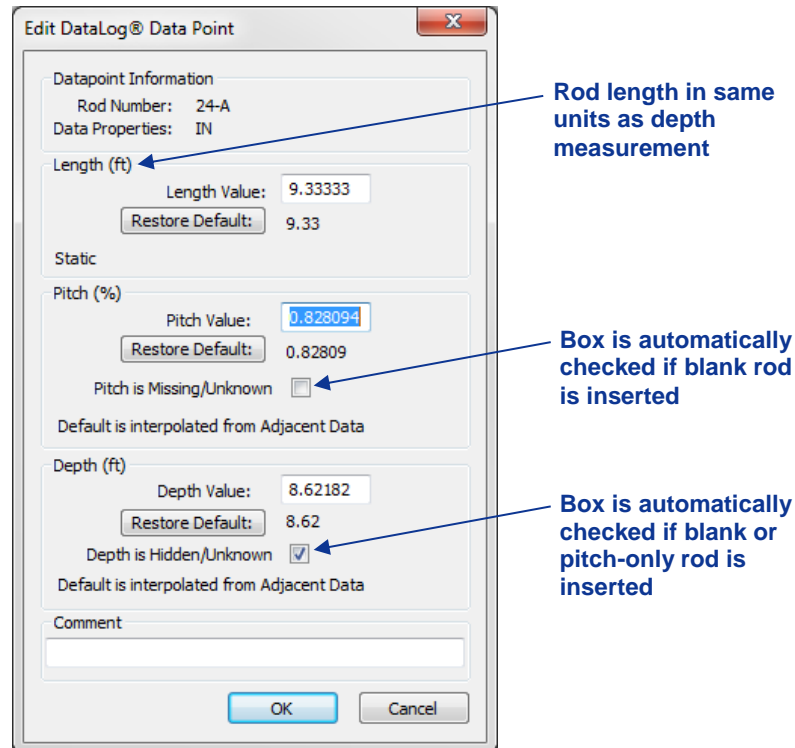 Edit DataLog® Data Point
Datapoint Information
Rod Number: 24-A
Data Properties: IN
Length (ft)
Length Value: 9.33333
Restore Default: 9.33
Static
Pitch (%)
Pitch Value: 0.828094
Restore Default: 0.82809
Pitch is Missing/Unknown
Default is interpolated from Adjacent Data
Depth (ft)
Depth Value: 8.62182
Restore Default: 8.62
Depth is Hidden/Unknown
Default is interpolated from Adjacent Data
Comment
OK Cancel
Rod length in same
units as depth
measurement
Box is automatically
checked if blank rod
is inserted
Box is automatically
checked if blank or
pitch-only rod is
inserted